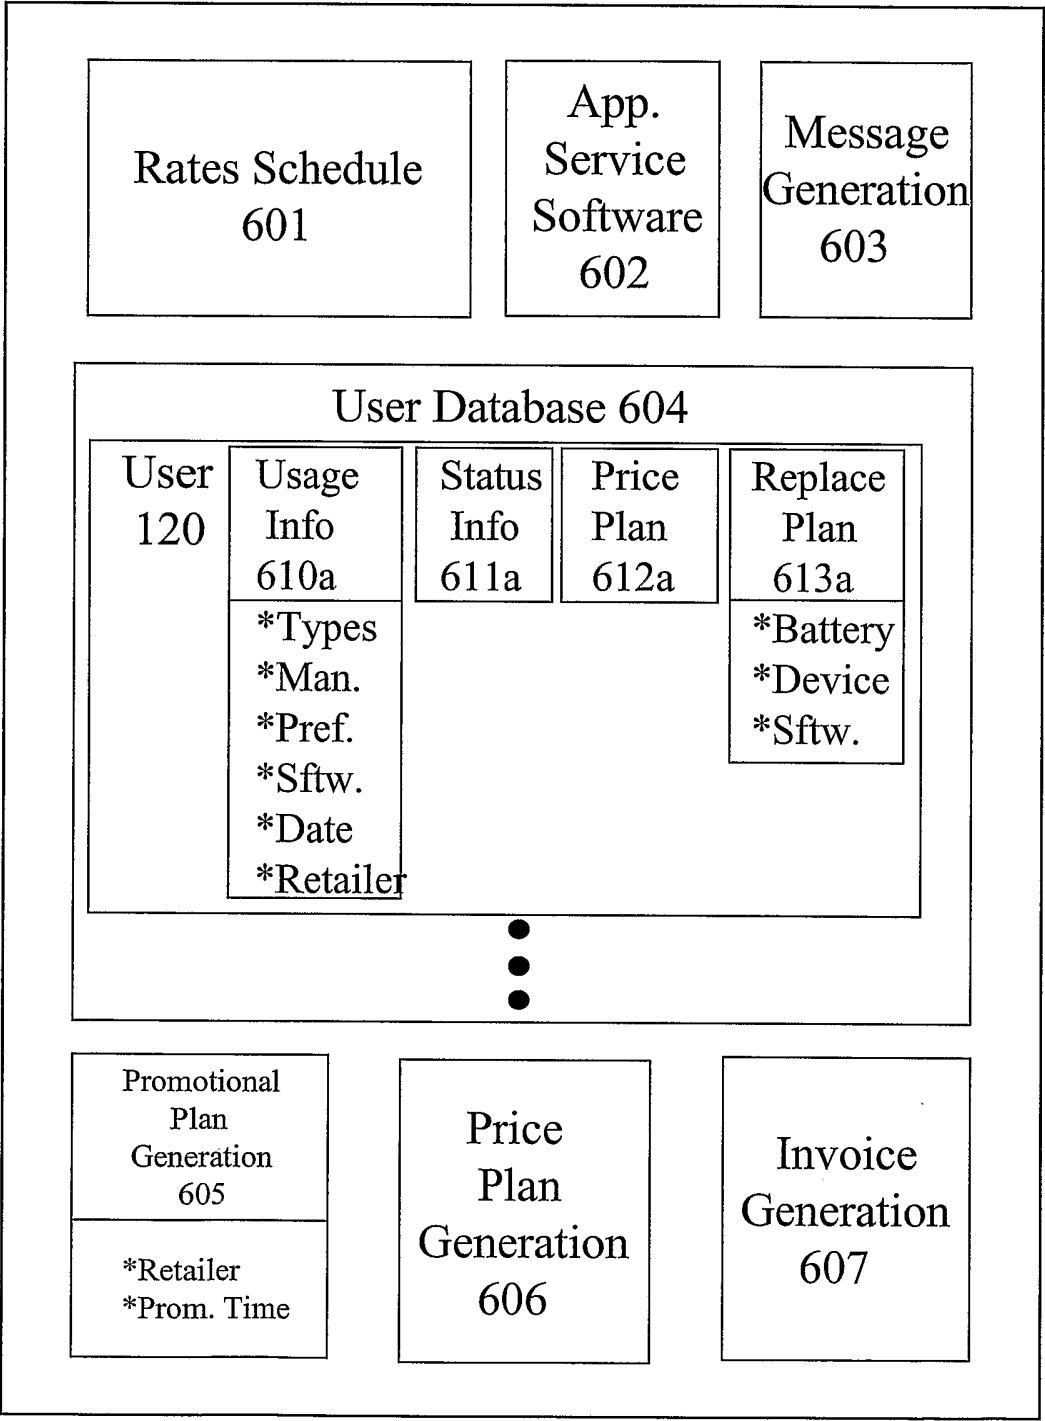 Rates Schedule
601
App.
Service
Software
602
Message
Generation
603
User Database 604
User
120
Usage
Info
610a
*Types
*Man.
*Pref.
*Sftw.
*Date
*Retailer
Status
Info
611a
Price
Plan
612a
Replace
Plan
613a
*Battery
*Device
*Sftw.
Promotional
Plan
Generation
605
*Retailer
*Prom. Time
Price
Plan
Generation
606
Invoice
Generation
607